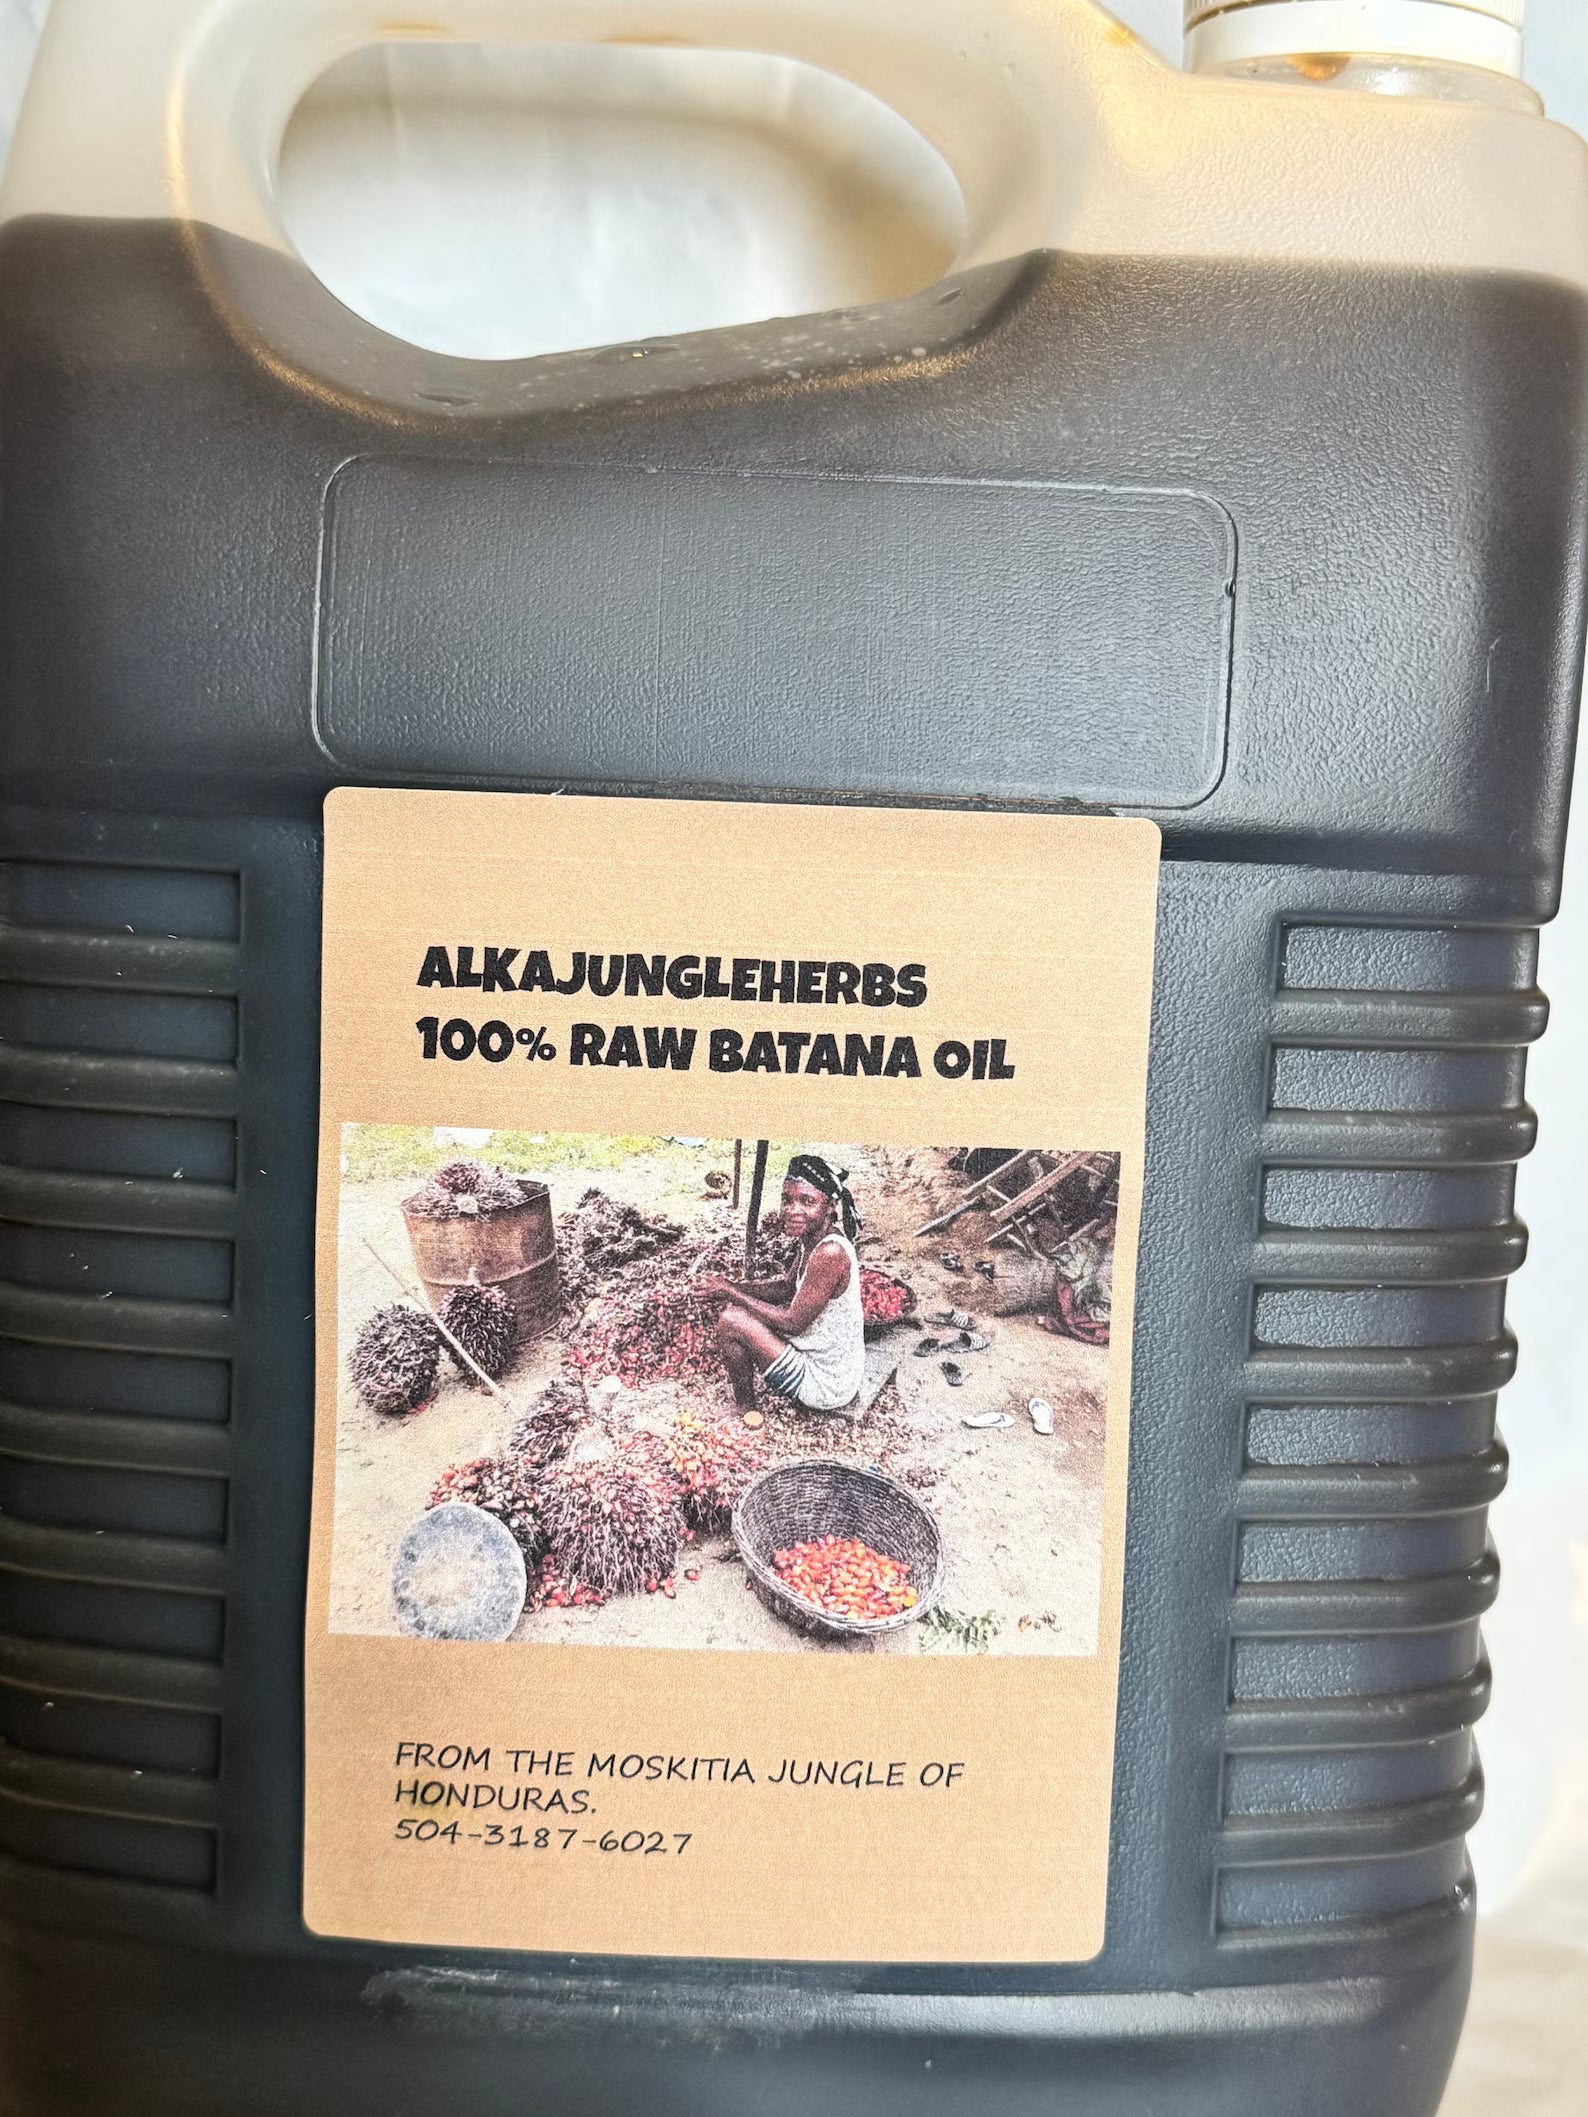 ALKAJUNGLEHERBS
100% RAW BATANA OIL
FROM THE MOSKITIA JUNGLE OF
HONDURAS.
504-3187-6027